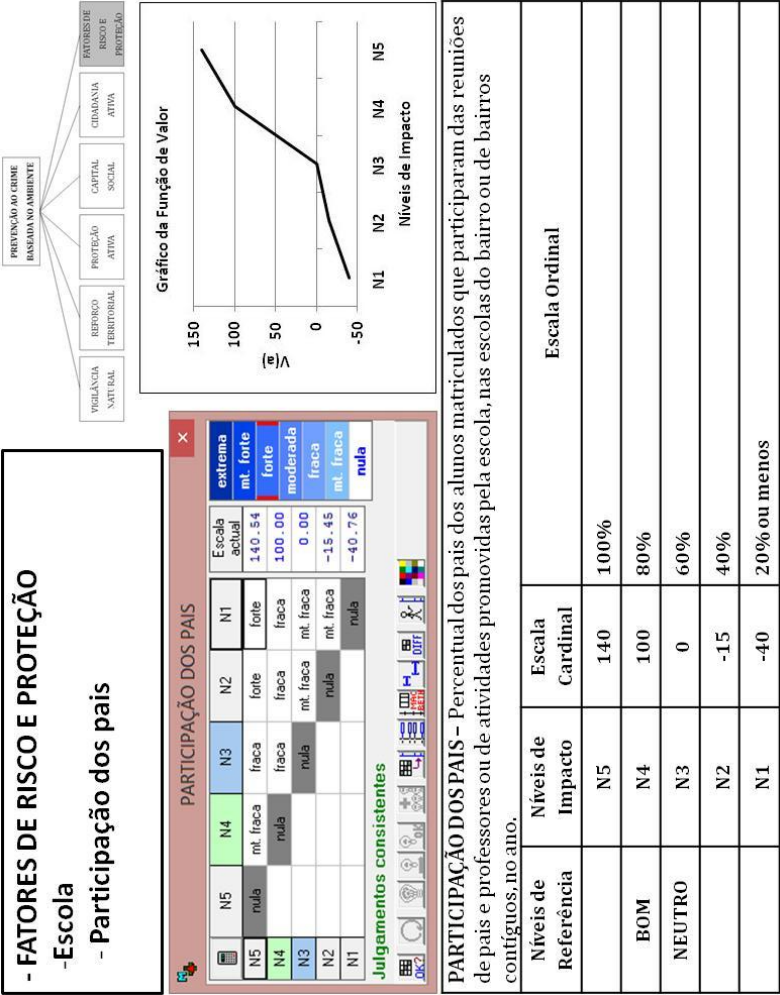 - FATORES DE RISCO E PROTEÇÃO
-Escola
- Participação dos pais
PREVENÇÃO AO CRIME
BASEADA NO AMBIENTE
VIGILÂNCIA
NATURAL
REFORÇO
TERRITORIAL
PROTEÇÃO
ATIVA
CAPITAL
SOCIAL
CIDADANIA
ATIVA
FATORES DE
RISCO E
PROTEÇÃO
PARTICIPAÇÃO DOS PAIS
N5 N4 N3 N2 N1 Escala actual
N5 nula mt. fraca fraca forte forte 140.54
N4 nula fraca fraca fraca 100.00
N3 nula mt. fraca mt. fraca 0.00
N2 nula mt. fraca -15.45
N1 nula -40.76
extrema
mt. forte
forte
moderada
fraca
mt. fraca
nula
Julgamentos consistentes
OK? OK MAC BETH DIFF
Gráfico da Função de Valor
V(a)
150
100
50
0
-50
N1 N2 N3 N4 N5
Níveis de Impacto
PARTICIPAÇÃO DOS PAIS – Percentual dos pais dos alunos matriculados que participaram das reuniões
de pais e professores ou de atividades promovidas pela escola, nas escolas do bairro ou de bairros
contíguos, no ano.
Níveis de Referência Níveis de Impacto Escala Cardinal Escala Ordinal
N5 140 100%
BOM N4 100 80%
NEUTRO N3 0 60%
N2 -15 40%
N1 -40 20% ou menos